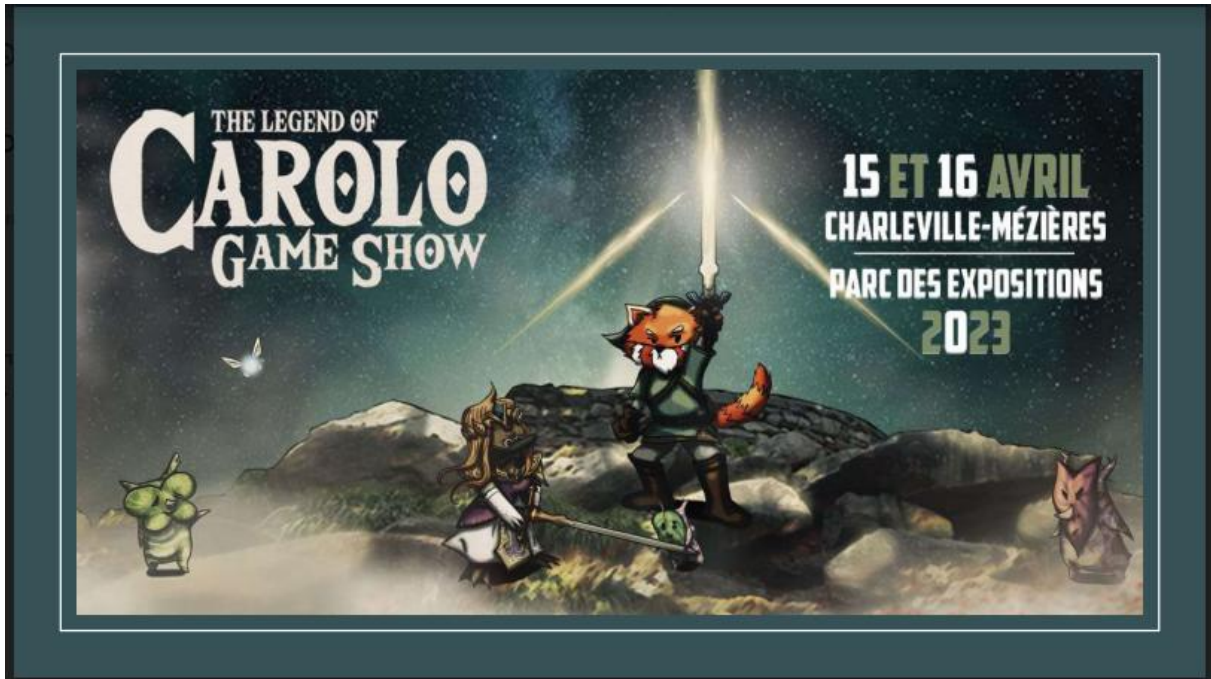 THE LEGEND OF
CAROLO
GAME SHOW
15 ET 16 AVRIL
CHARLEVILLE-MÉZIÈRES
PARC DES EXPOSITIONS
2023